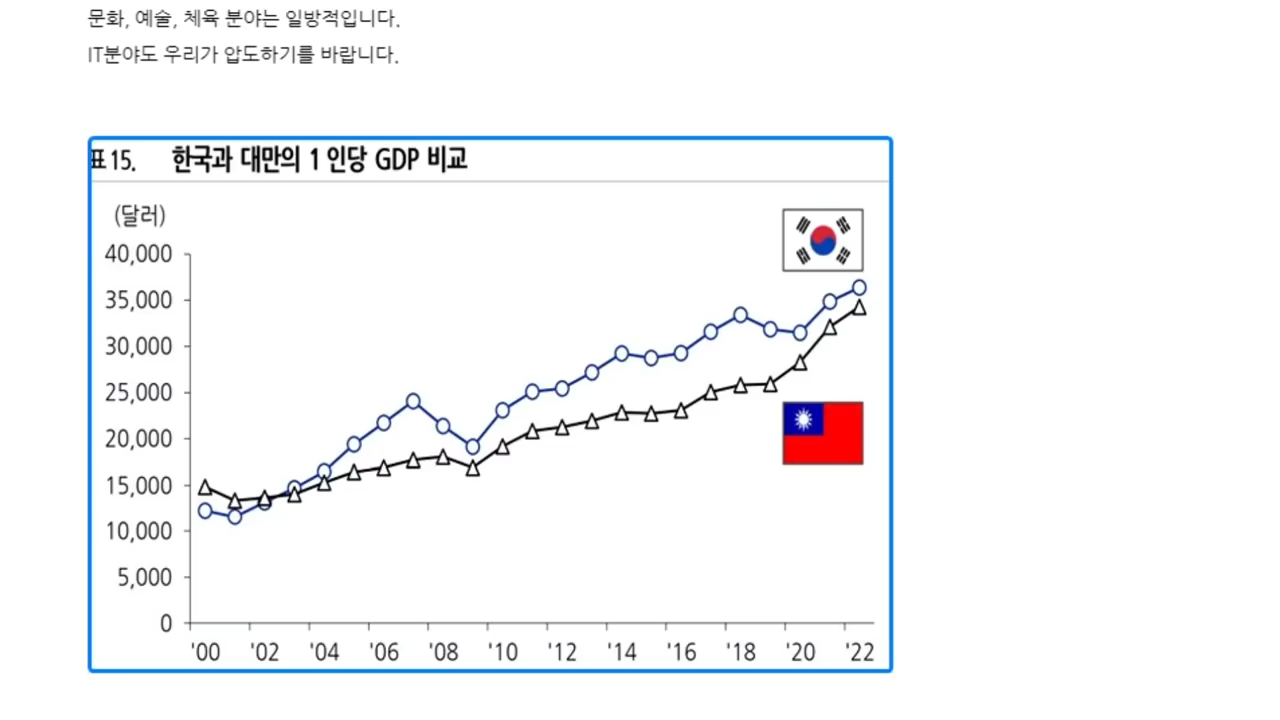 문화, 예술, 체육 분야는 일방적입니다.
IT분야도 우리가 압도하기를 바랍니다.
표 15. 한국과 대만의 1 인당 GDP 비교
(달러)
40,000
35,000
30,000
25,000
20,000
15,000
10,000
5,000
0
'00 '02 '04 '06 '08 '10 '12 '14 '16 '18 '20 '22